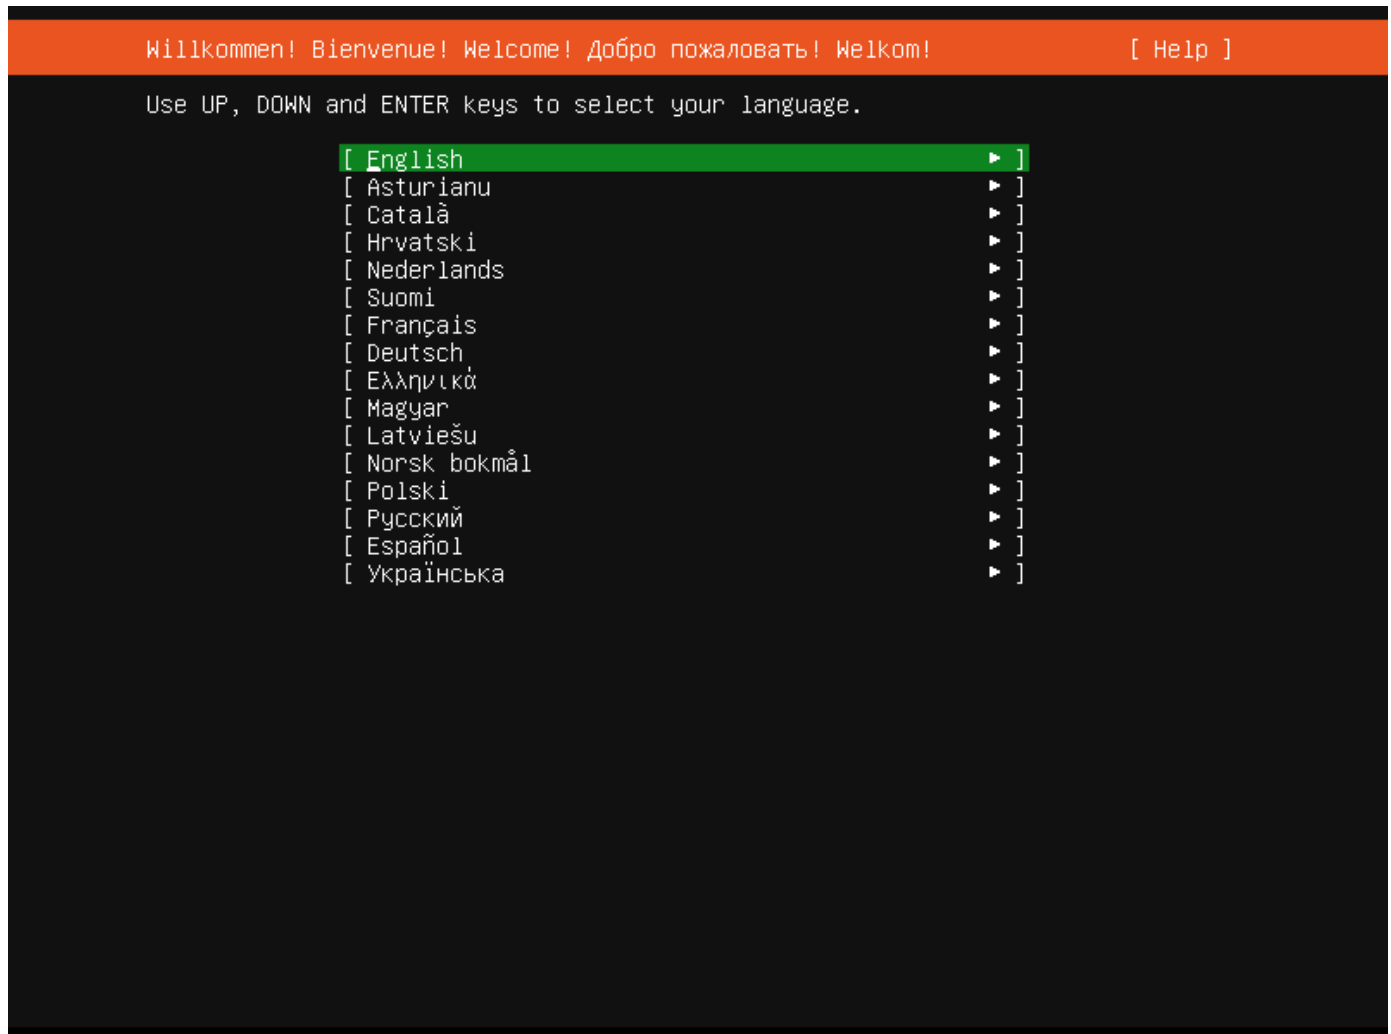 Willkommen! Bienvenue! Welcome! Добро пожаловать! Welkom! [ Help ]
Use UP, DOWN and ENTER keys to select your language.
[ English ► ]
[ Asturianu ► ]
[ Català ► ]
[ Hrvatski ► ]
[ Nederlands ► ]
[ Suomi ► ]
[ Français ► ]
[ Deutsch ► ]
[ Ελληνικά ► ]
[ Magyar ► ]
[ Latviešu ► ]
[ Norsk bokmål ► ]
[ Polski ► ]
[ Русский ► ]
[ Español ► ]
[ Українська ► ]